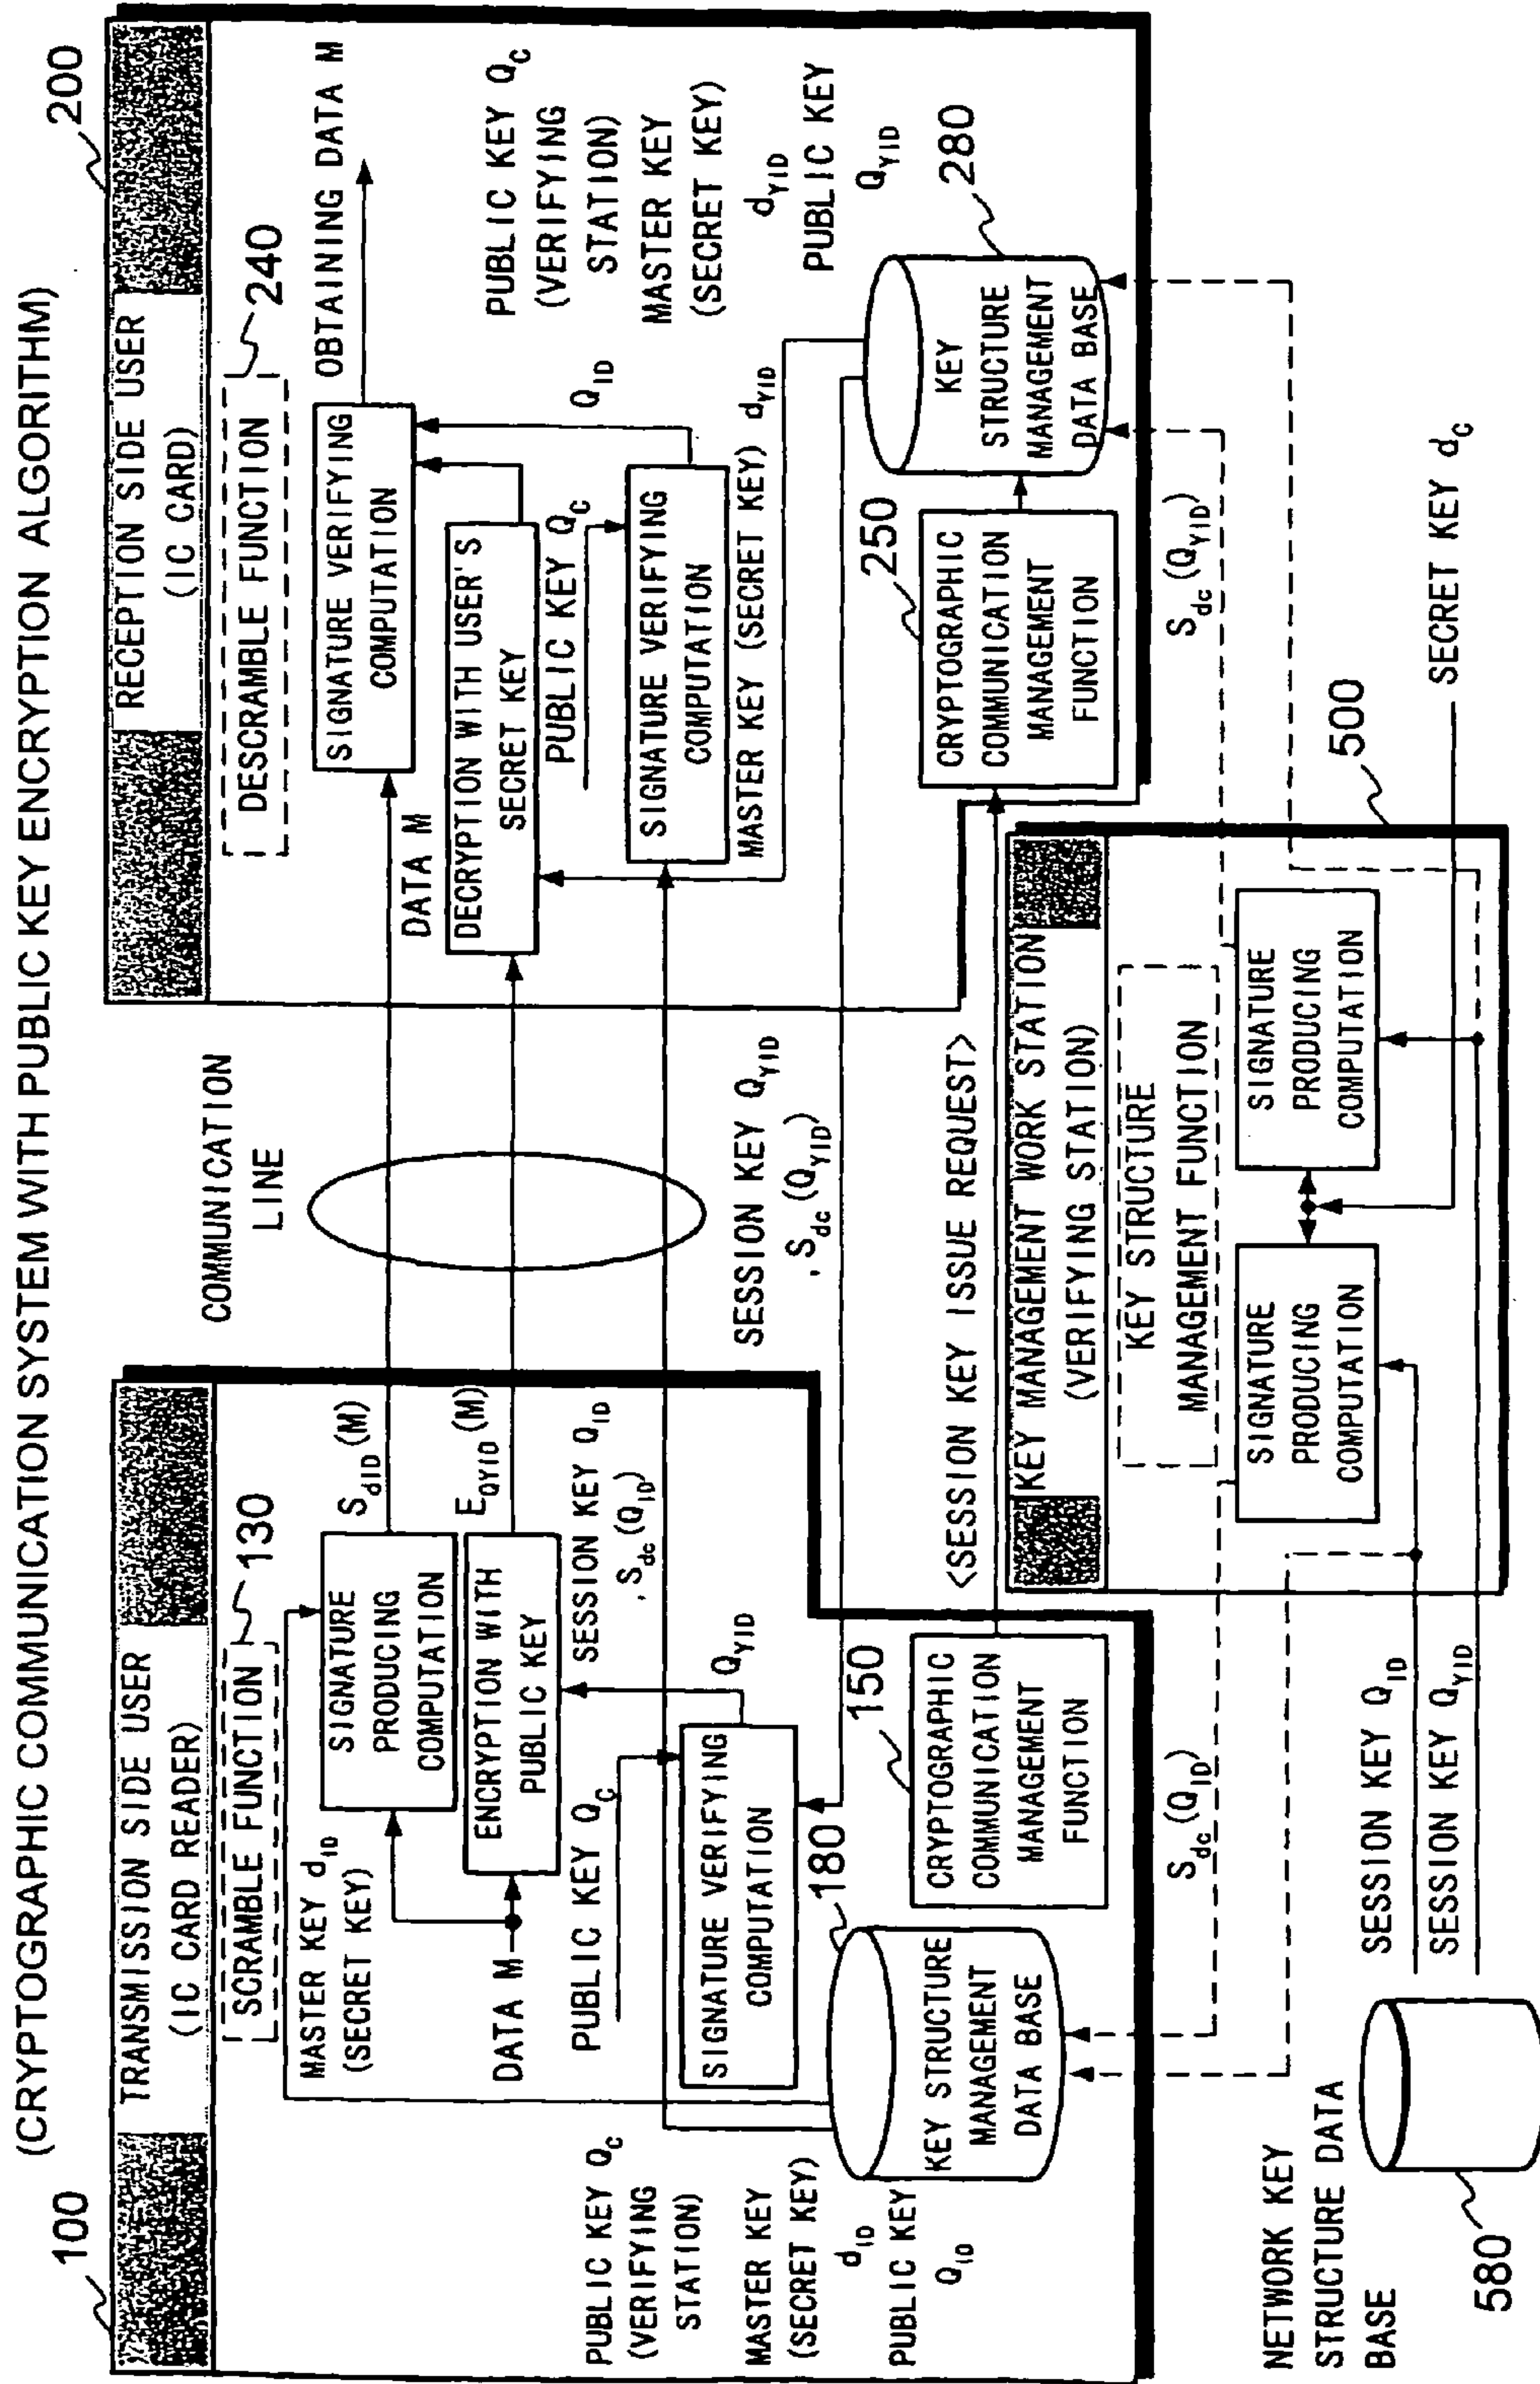 (CRYPTOGRAPHIC COMMUNICATION SYSTEM WITH PUBLIC KEY ENCRYPTION ALGORITHM)
100
TRANSMISSION SIDE USER
(IC CARD READER)
SCRAMBLE FUNCTION
130
MASTER KEY d_ID
(SECRET KEY)
SIGNATURE
PRODUCING
COMPUTATION
S_dID (M)
DATA M
ENCRYPTION WITH
PUBLIC KEY
E_QYID (M)
PUBLIC KEY Q_C
SESSION KEY Q_ID
, S_dc (Q_ID)
SIGNATURE VERIFYING
COMPUTATION
Q_YID
PUBLIC KEY Q_C
(VERIFYING
STATION)
MASTER KEY
(SECRET KEY)
d_ID
PUBLIC KEY
Q_ID
180
KEY STRUCTURE
MANAGEMENT
DATA BASE
150
CRYPTOGRAPHIC
COMMUNICATION
MANAGEMENT
FUNCTION
COMMUNICATION
LINE
SESSION KEY Q_YID
, S_dc (Q_YID)
<SESSION KEY ISSUE REQUEST>
200
RECEPTION SIDE USER
(IC CARD)
DESCRAMBLE FUNCTION
240
SIGNATURE VERIFYING
COMPUTATION
OBTAINING DATA M
DATA M
DECRYPTION WITH USER'S
SECRET KEY
PUBLIC KEY Q_C
Q_ID
SIGNATURE VERIFYING
COMPUTATION
MASTER KEY (SECRET KEY) d_YID
PUBLIC KEY Q_C
(VERIFYING
STATION)
MASTER KEY
(SECRET KEY)
d_YID
PUBLIC KEY
Q_YID
280
KEY
STRUCTURE
MANAGEMENT
DATA BASE
250
CRYPTOGRAPHIC
COMMUNICATION
MANAGEMENT
FUNCTION
S_dc (Q_YID)
500
KEY MANAGEMENT WORK STATION
(VERIFYING STATION)
KEY STRUCTURE
MANAGEMENT FUNCTION
SIGNATURE
PRODUCING
COMPUTATION
SIGNATURE
PRODUCING
COMPUTATION
SECRET KEY d_C
S_dc (Q_ID)
SESSION KEY Q_ID
SESSION KEY Q_YID
NETWORK KEY
STRUCTURE DATA
BASE
580